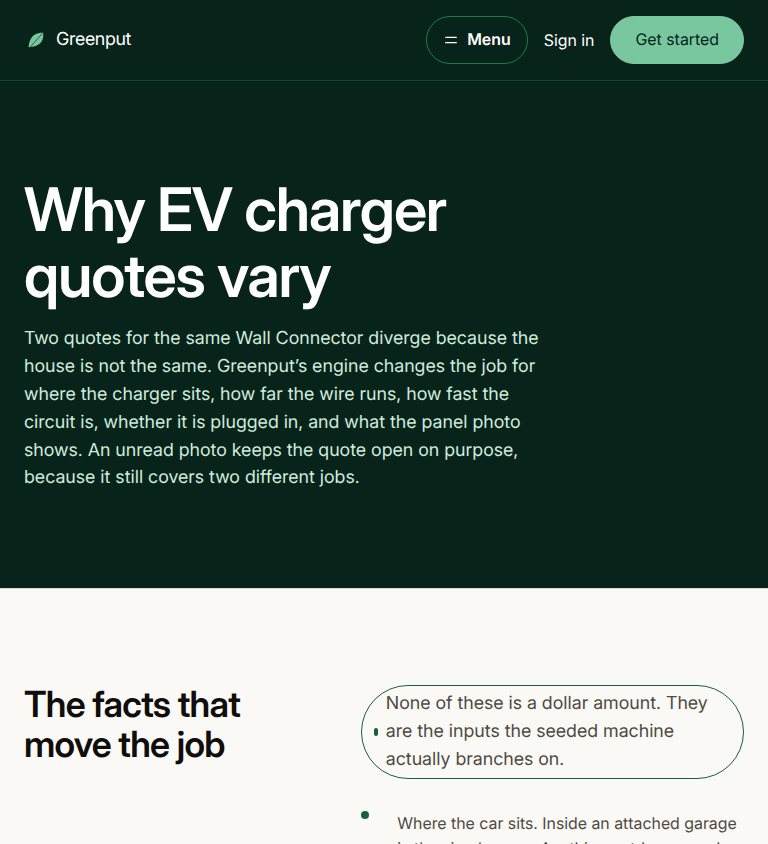 Greenput
Menu
Sign in
Get started
Why EV charger
quotes vary
Two quotes for the same Wall Connector diverge because the
house is not the same. Greenput’s engine changes the job for
where the charger sits, how far the wire runs, how fast the
circuit is, whether it is plugged in, and what the panel photo
shows. An unread photo keeps the quote open on purpose,
because it still covers two different jobs.
The facts that
move the job
None of these is a dollar amount. They
are the inputs the seeded machine
actually branches on.
Where the car sits. Inside an attached garage